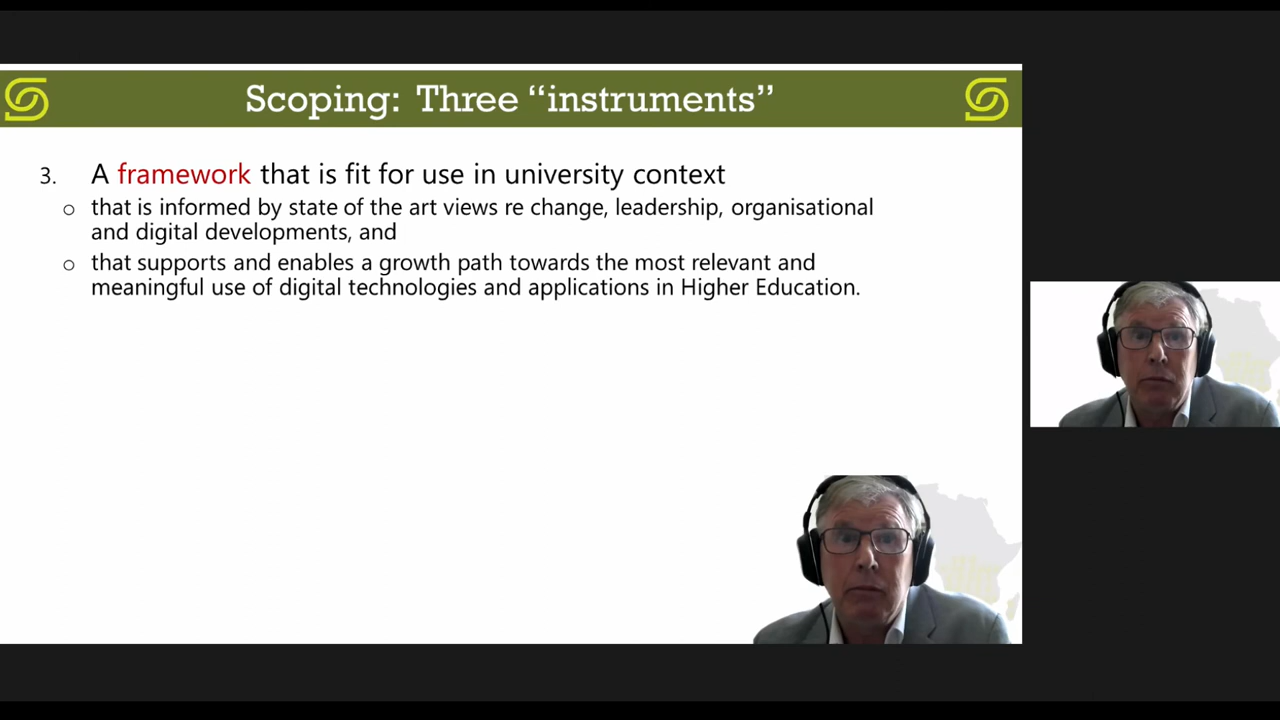 Scoping: Three “instruments”
3. A framework that is fit for use in university context
o that is informed by state of the art views re change, leadership, organisational
and digital developments, and
o that supports and enables a growth path towards the most relevant and
meaningful use of digital technologies and applications in Higher Education.